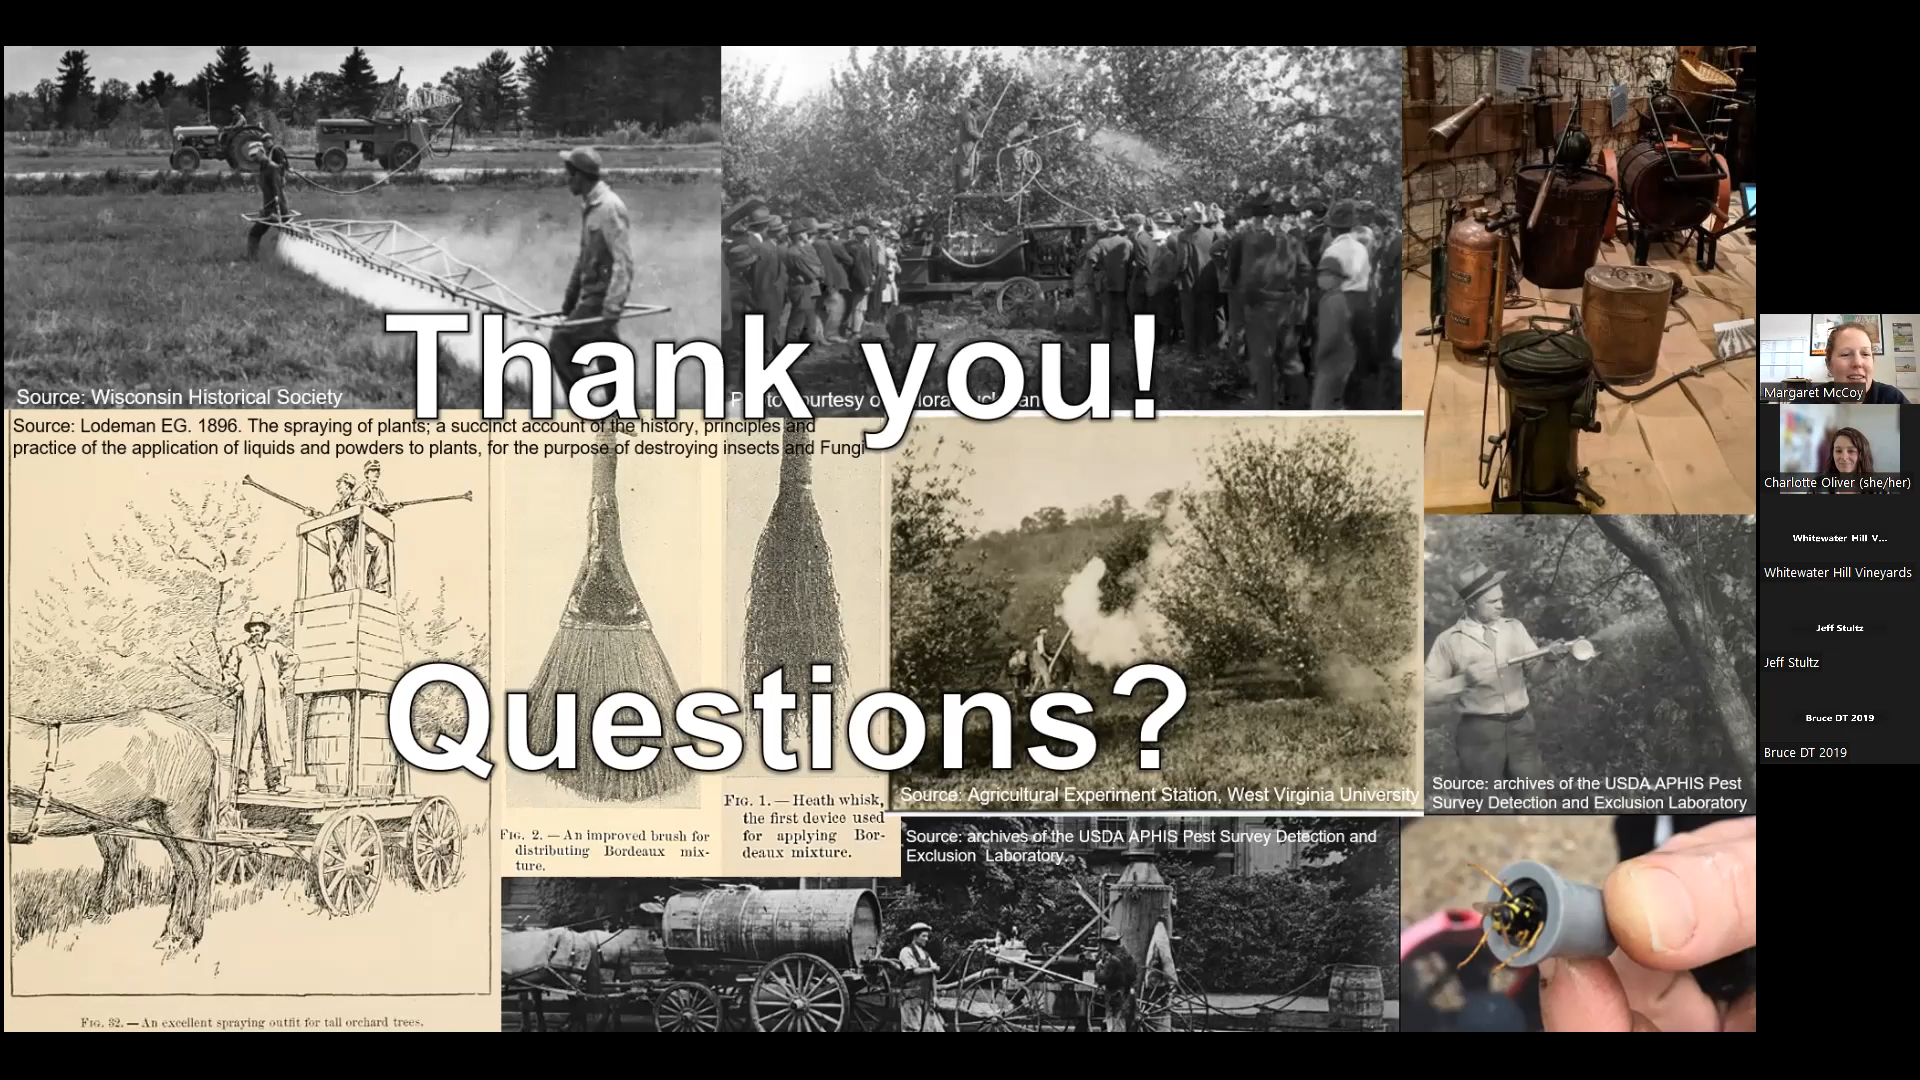 Thank you!
Questions?
Source: Wisconsin Historical Society
Source: Lodeman EG. 1896. The spraying of plants; a succinct account of the history, principles and
practice of the application of liquids and powders to plants, for the purpose of destroying insects and Fungi
Source: Agricultural Experiment Station, West Virginia University
Source: archives of the USDA APHIS Pest
Survey Detection and Exclusion Laboratory
Fig. 1. — Heath whisk,
the first device used
for applying Bor-
deaux mixture.
Fig. 2. — An improved brush for
distributing Bordeaux mix-
ture.
Source: archives of the USDA APHIS Pest Survey Detection and
Exclusion Laboratory.
Fig. 32. — An excellent spraying outfit for tall orchard trees.
Margaret McCoy
Charlotte Oliver (she/her)
Whitewater Hill V...
Whitewater Hill Vineyards
Jeff Stultz
Jeff Stultz
Bruce DT 2019
Bruce DT 2019